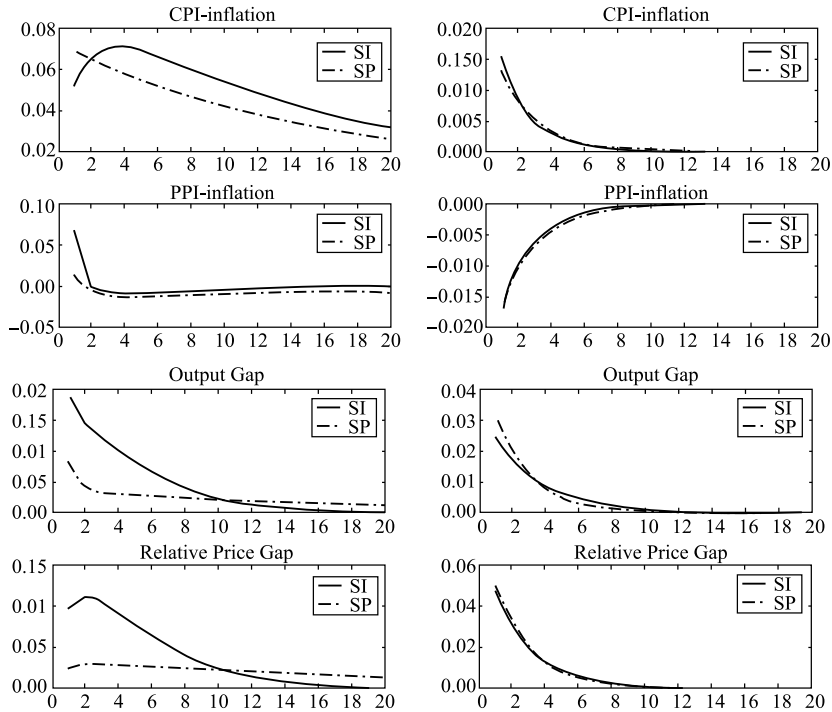 CPI-inflation
0.08
0.06
0.04
0.02
SI
SP
0 2 4 6 8 10 12 14 16 18 20
CPI-inflation
0.020
0.150
0.010
0.005
0.000
SI
SP
0 2 4 6 8 10 12 14 16 18 20
PPI-inflation
0.10
0.05
0.00
−0.05
SI
SP
0 2 4 6 8 10 12 14 16 18 20
PPI-inflation
0.000
−0.000
−0.005
−0.010
−0.015
−0.020
SI
SP
0 2 4 6 8 10 12 14 16 18 20
Output Gap
0.02
0.15
0.01
0.05
0.00
SI
SP
0 2 4 6 8 10 12 14 16 18 20
Output Gap
0.04
0.03
0.02
0.01
0.00
SI
SP
0 2 4 6 8 10 12 14 16 18 20
Relative Price Gap
0.15
0.01
0.05
0.00
SI
SP
0 2 4 6 8 10 12 14 16 18 20
Relative Price Gap
0.06
0.04
0.02
0.00
SI
SP
0 2 4 6 8 10 12 14 16 18 20